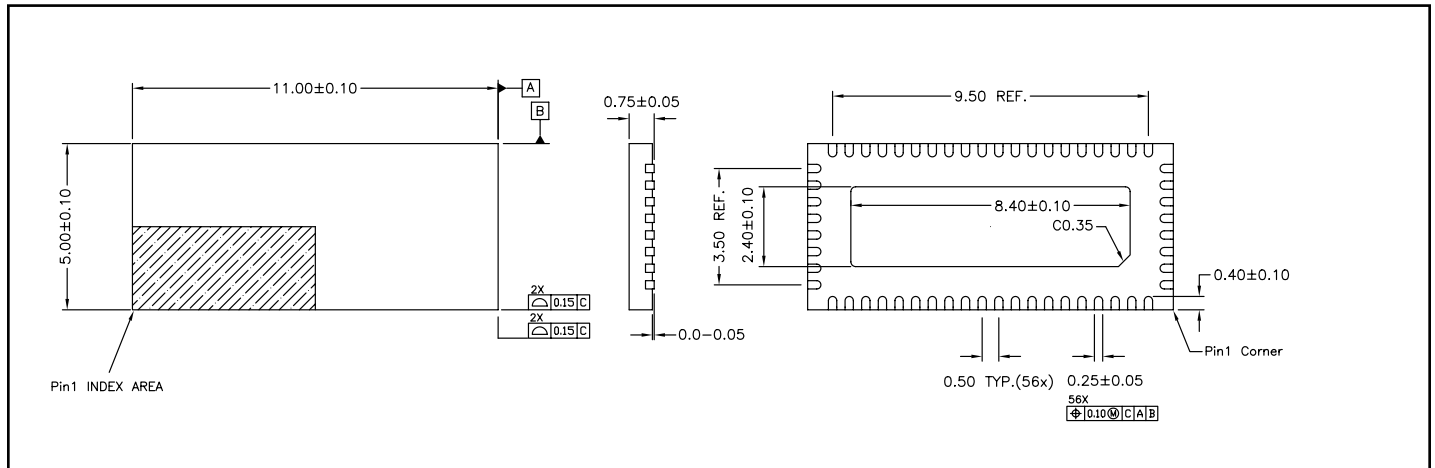 11.00±0.10
A
B
5.00±0.10
2X
⌓ 0.15 C
2X
⌓ 0.15 C
Pin1 INDEX AREA
0.75±0.05
0.0-0.05
9.50 REF.
3.50 REF.
2.40±0.10
8.40±0.10
C0.35
0.40±0.10
Pin1 Corner
0.50 TYP.(56x)
0.25±0.05
56X
⌖ 0.10 Ⓜ C A B